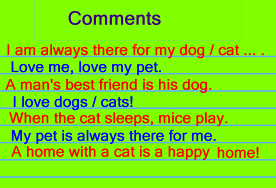 Comments
I am always there for my dog / cat ... .
Love me, love my pet.
A man's best friend is his dog.
I love dogs / cats!
When the cat sleeps, mice play.
My pet is always there for me.
A home with a cat is a happy home!